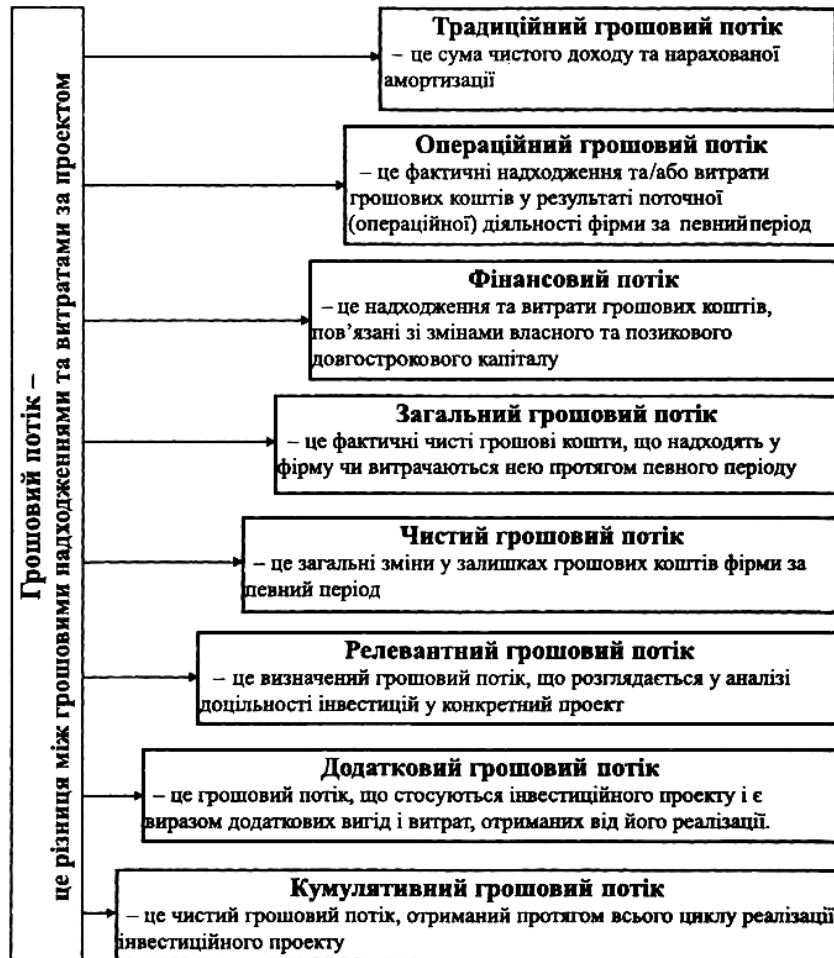 Грошовий потік –
це різниця між грошовими надходженнями та витратами за проектом
Традиційний грошовий потік
– це сума чистого доходу та нарахованої
амортизації
Операційний грошовий потік
– це фактичні надходження та/або витрати
грошових коштів у результаті поточної
(операційної) діяльності фірми за певний період
Фінансовий потік
– це надходження та витрати грошових коштів,
пов’язані зі змінами власного та позикового
довгострокового капіталу
Загальний грошовий потік
– це фактичні чисті грошові кошти, що надходять у
фірму чи витрачаються нею протягом певного періоду
Чистий грошовий потік
– це загальні зміни у залишках грошових коштів фірми за
певний період
Релевантний грошовий потік
– це визначений грошовий потік, що розглядається у аналізі
доцільності інвестицій у конкретний проект
Додатковий грошовий потік
– це грошовий потік, що стосуються інвестиційного проекту і є
виразом додаткових вигід і витрат, отриманих від його реалізації.
Кумулятивний грошовий потік
– це чистий грошовий потік, отриманий протягом всього циклу реалізації
інвестиційного проекту